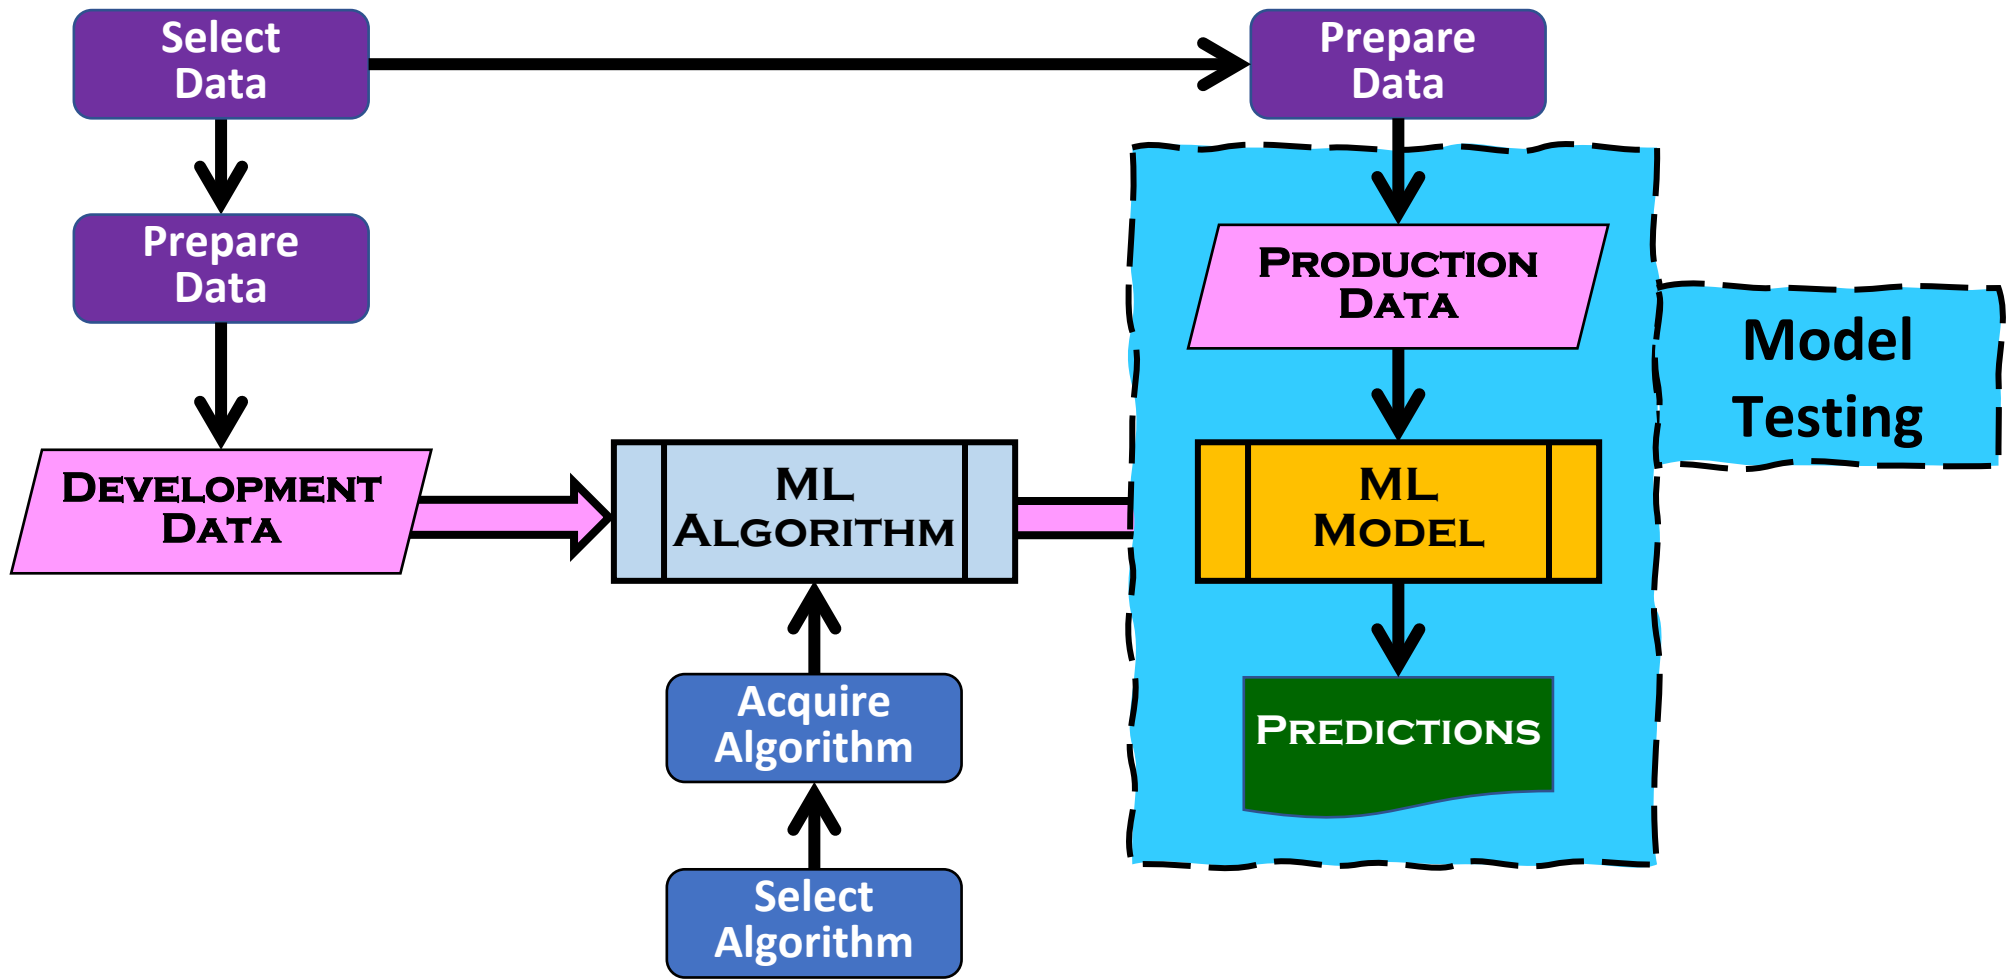 Select
Data
Prepare
Data
Prepare
Data
PRODUCTION
DATA
Model
Testing
DEVELOPMENT
DATA
ML
ALGORITHM
ML
MODEL
Acquire
Algorithm
PREDICTIONS
Select
Algorithm